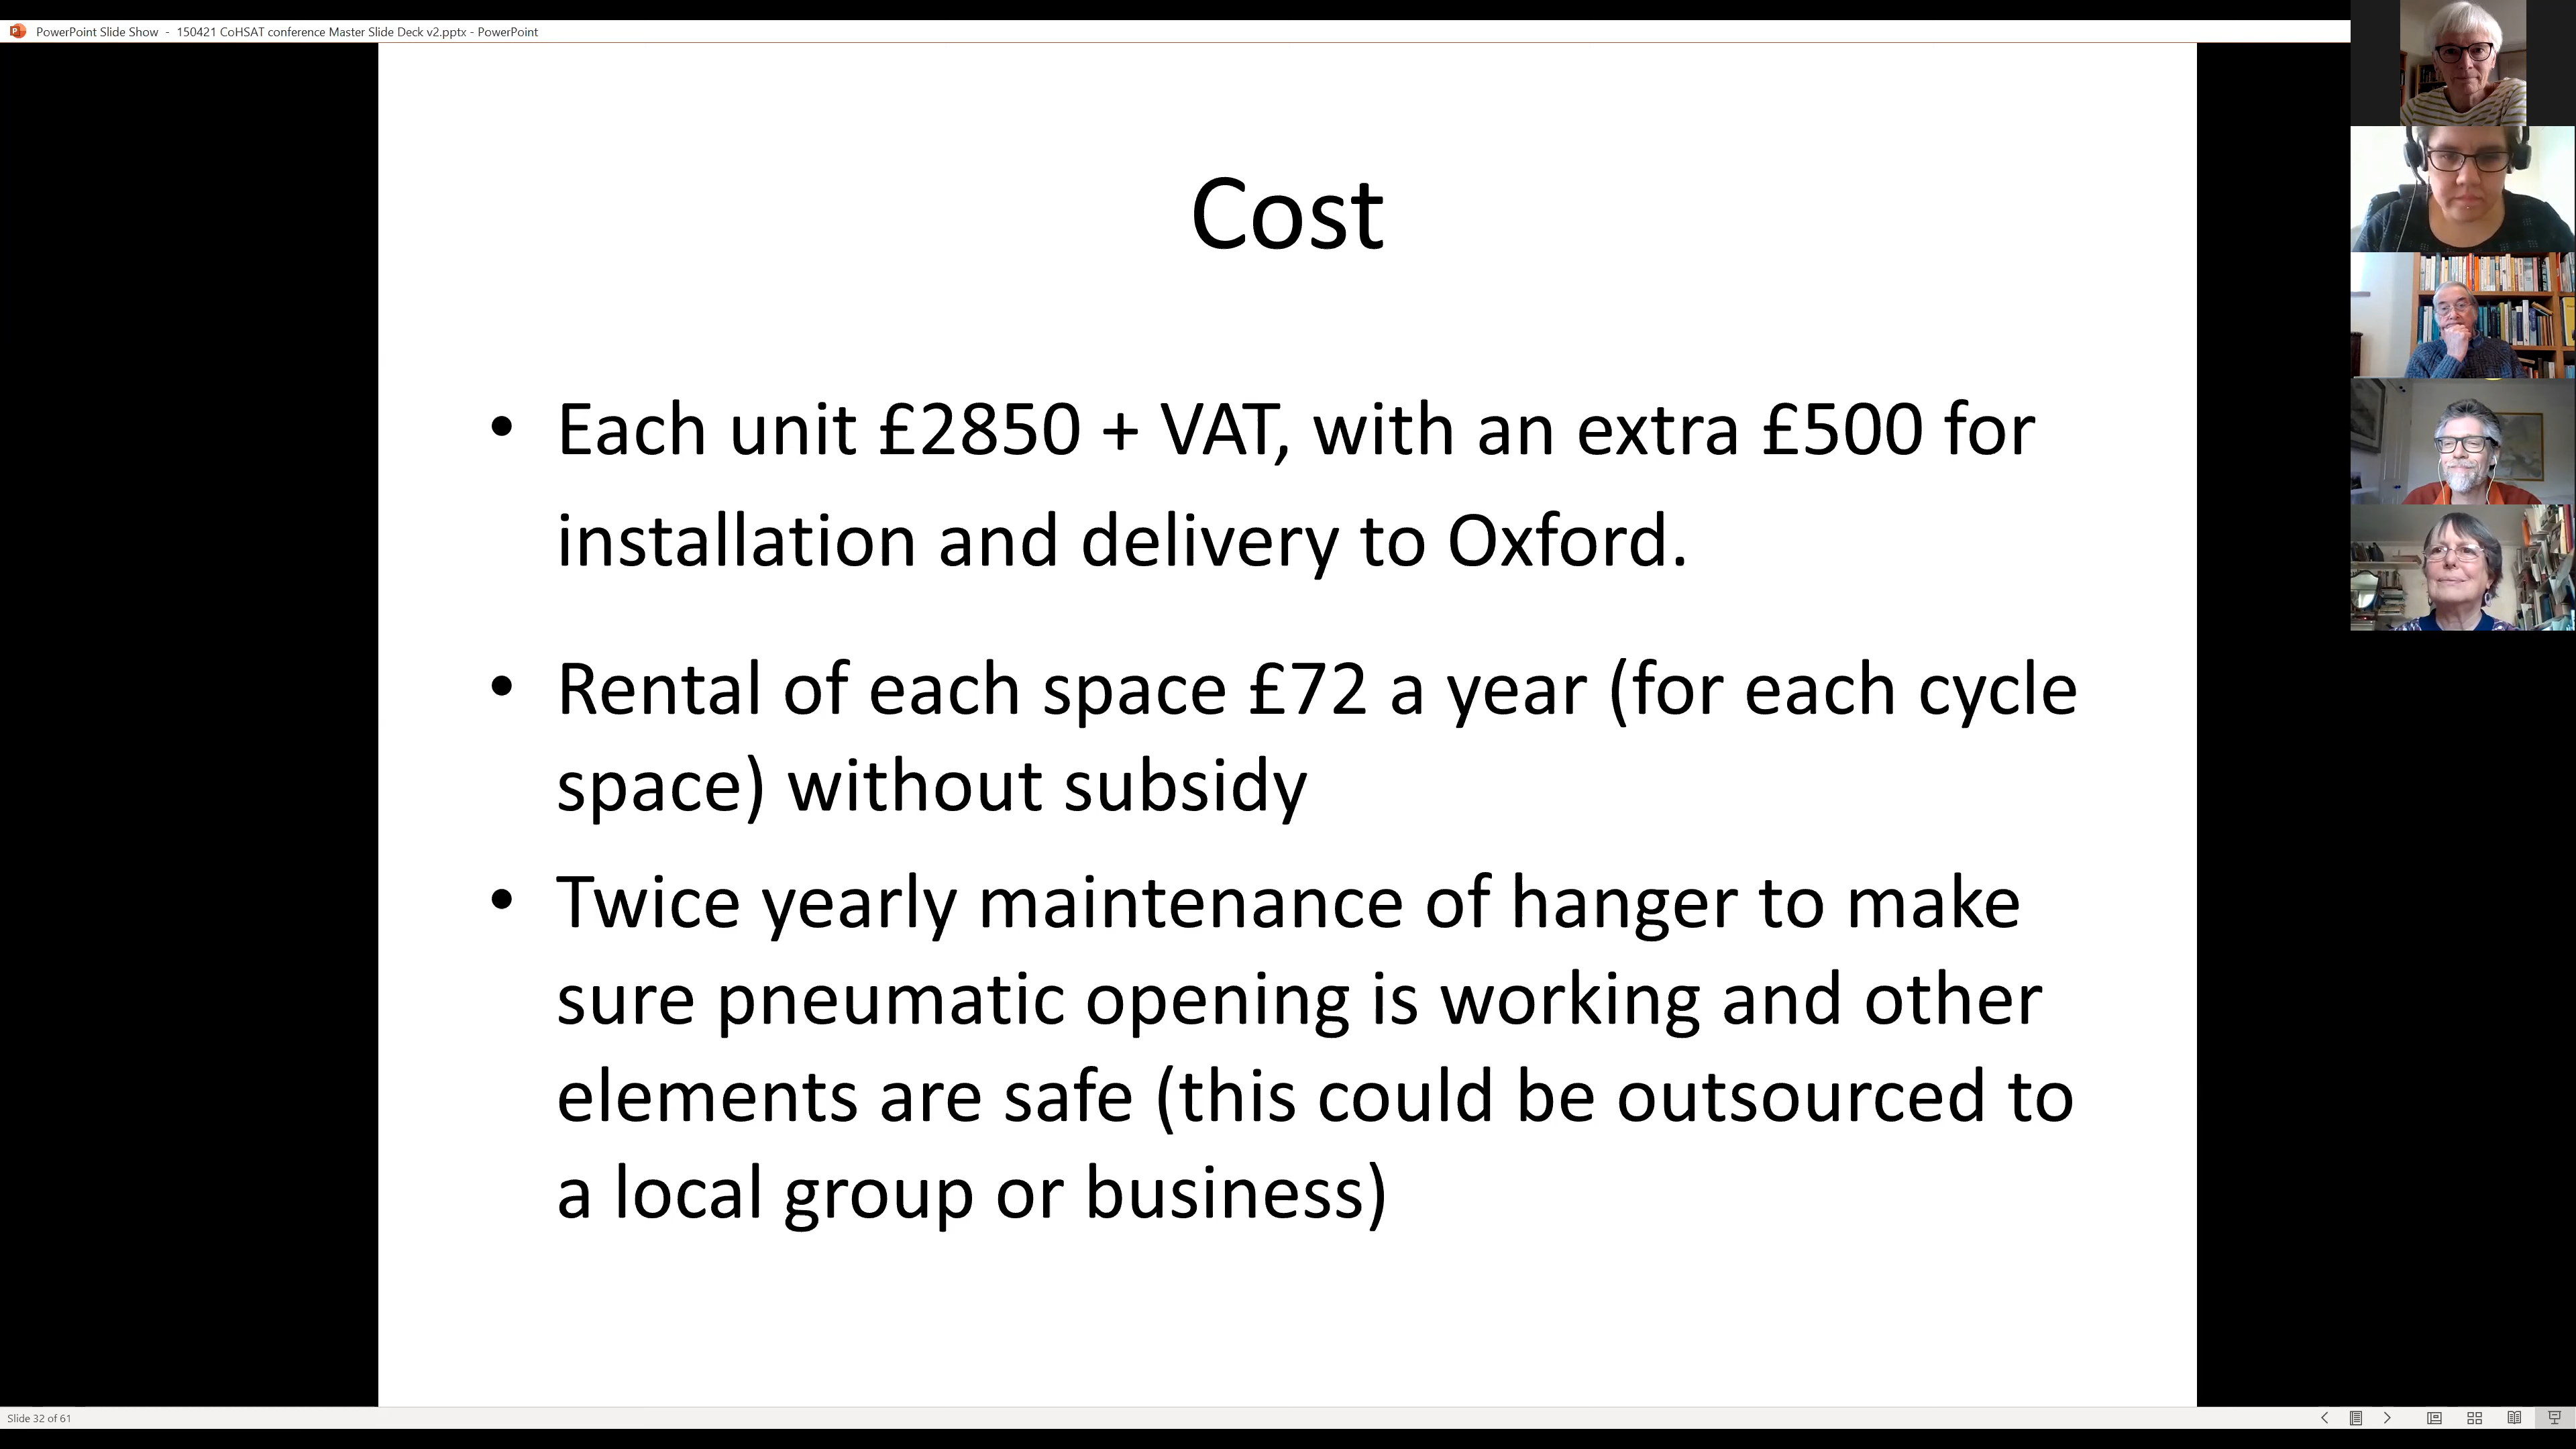 PowerPoint Slide Show - 150421 CoHSAT conference Master Slide Deck v2.pptx - PowerPoint
Cost
• Each unit £2850 + VAT, with an extra £500 for
installation and delivery to Oxford.
• Rental of each space £72 a year (for each cycle
space) without subsidy
• Twice yearly maintenance of hanger to make
sure pneumatic opening is working and other
elements are safe (this could be outsourced to
a local group or business)
Slide 32 of 61